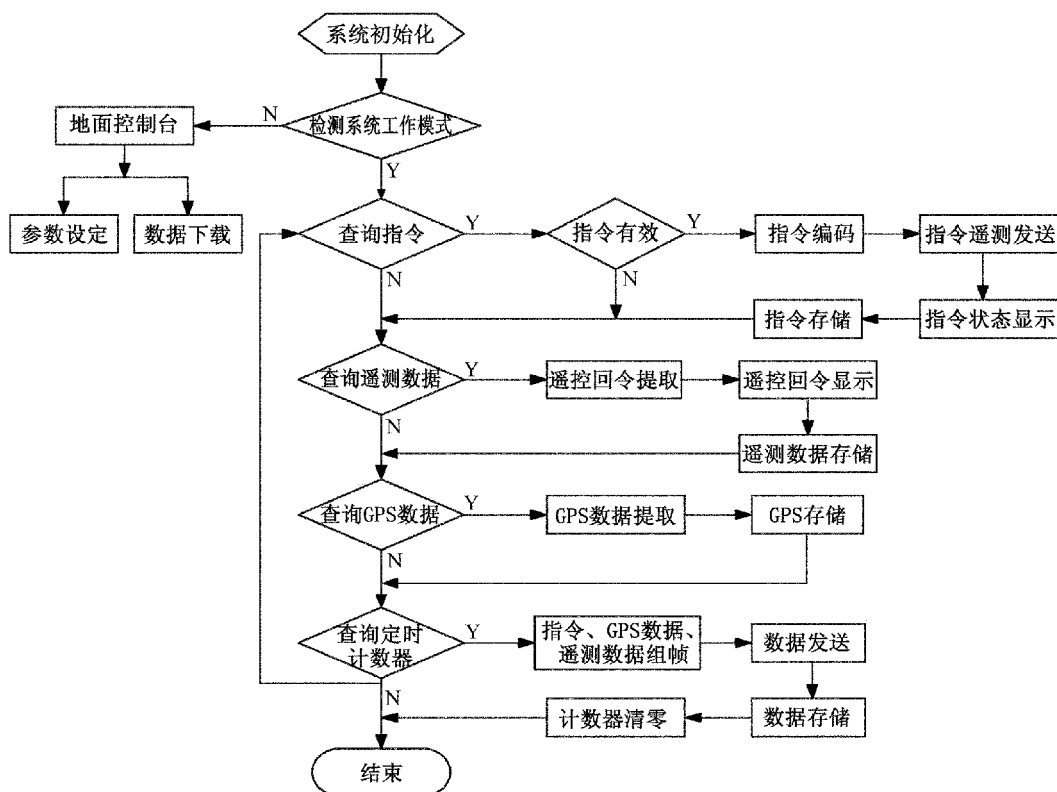 系统初始化
N
地面控制台
检测系统工作模式
Y
参数设定
数据下载
查询指令
Y
指令有效
Y
指令编码
指令遥测发送
N
N
指令存储
指令状态显示
查询遥测数据
Y
遥控回令提取
遥控回令显示
N
遥测数据存储
查询GPS数据
Y
GPS数据提取
GPS存储
N
查询定时
计数器
Y
指令、GPS数据、
遥测数据组帧
数据发送
N
计数器清零
数据存储
结束